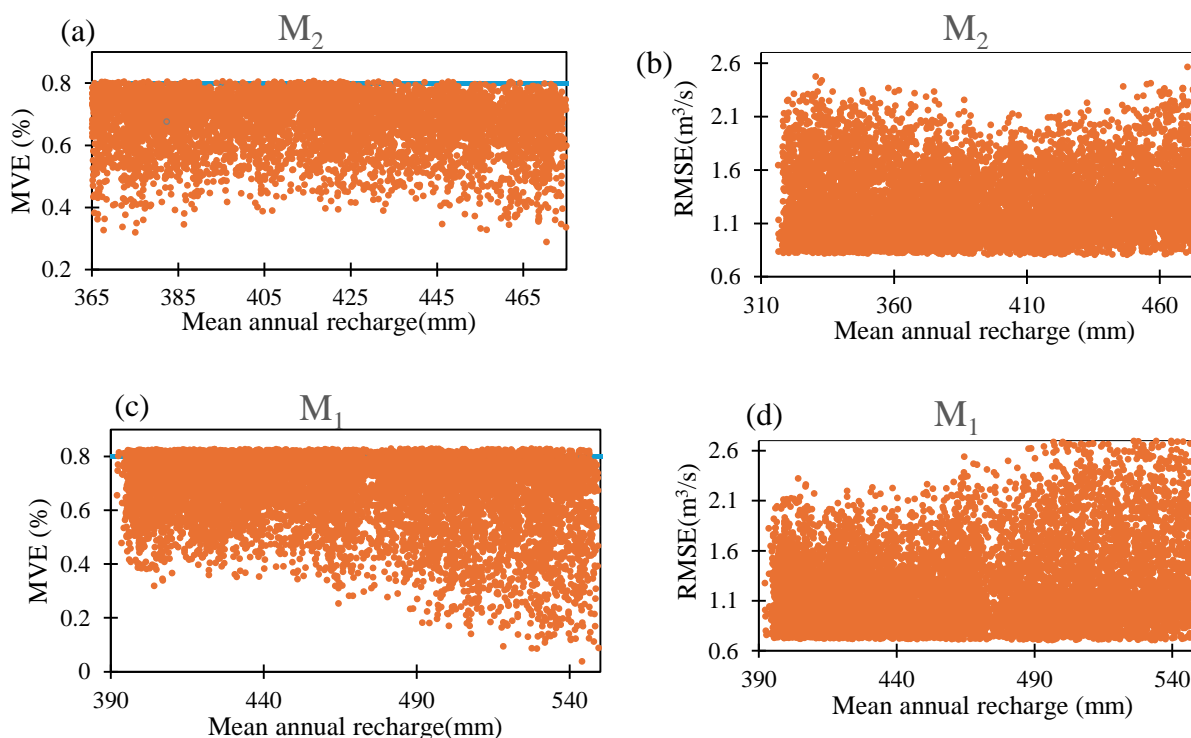 (a)
M₂
MVE (%)
0.8
0.6
0.4
0.2
365
385
405
425
445
465
Mean annual recharge(mm)
(b)
M₂
RMSE(m³/s)
2.6
2.1
1.6
1.1
0.6
310
360
410
460
Mean annual recharge (mm)
(c)
M₁
MVE (%)
0.8
0.6
0.4
0.2
0
390
440
490
540
Mean annual recharge(mm)
(d)
M₁
RMSE(m³/s)
2.6
2.1
1.6
1.1
2.6
390
440
490
540
Mean annual recharge (mm)